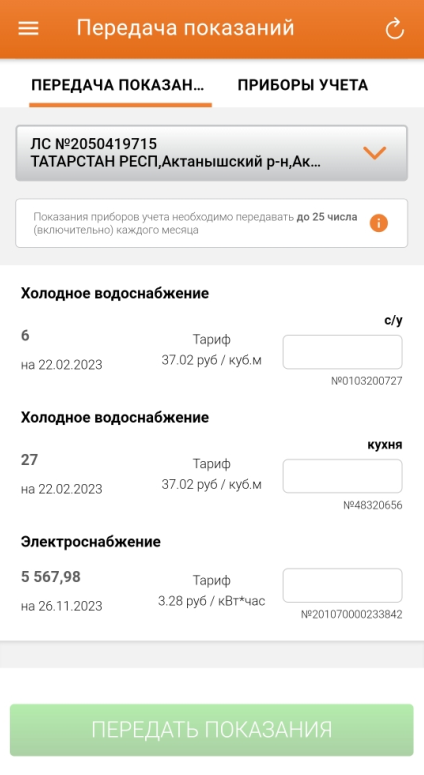 Передача показаний
ПЕРЕДАЧА ПОКАЗАН... ПРИБОРЫ УЧЕТА
ЛС №2050419715
ТАТАРСТАН РЕСП,Актанышский р-н,Ак...
Показания приборов учета необходимо передавать до 25 числа
(включительно) каждого месяца
Холодное водоснабжение
с/у
6
Тариф
на 22.02.2023
37.02 руб / куб.м
№0103200727
Холодное водоснабжение
кухня
27
Тариф
на 22.02.2023
37.02 руб / куб.м
№48320656
Электроснабжение
5 567,98
Тариф
на 26.11.2023
3.28 руб / кВт*час
№201070000233842
ПЕРЕДАТЬ ПОКАЗАНИЯ